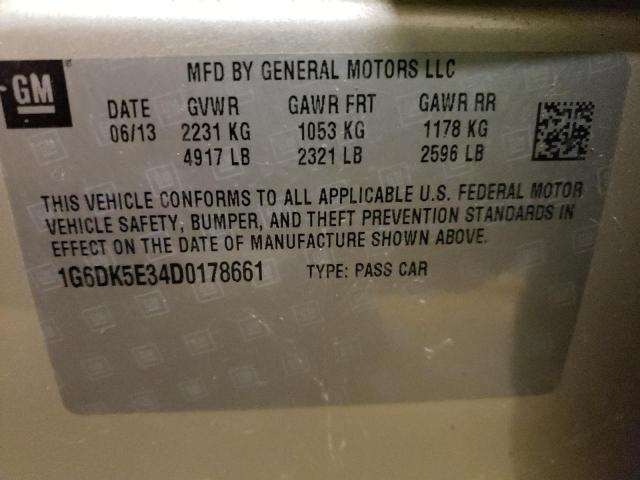 GM
MFD BY GENERAL MOTORS LLC
DATE GVWR GAWR FRT GAWR RR
06/13 2231 KG 1053 KG 1178 KG
4917 LB 2321 LB 2596 LB
THIS VEHICLE CONFORMS TO ALL APPLICABLE U.S. FEDERAL MOTOR
VEHICLE SAFETY, BUMPER, AND THEFT PREVENTION STANDARDS IN
EFFECT ON THE DATE OF MANUFACTURE SHOWN ABOVE.
1G6DK5E34D0178661 TYPE: PASS CAR